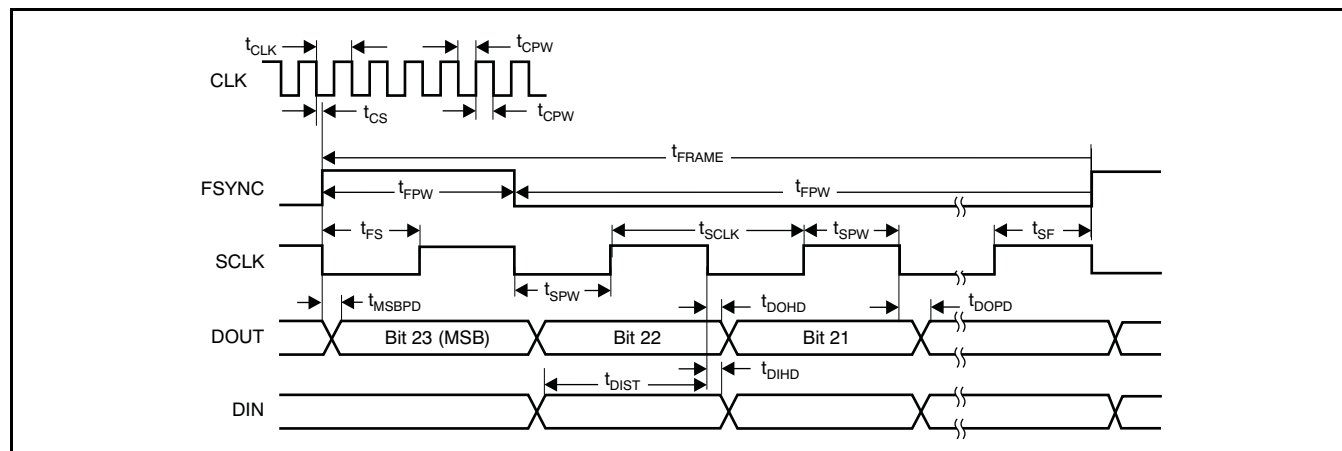 tCLK
tCPW
CLK
tCS
tCPW
tFRAME
FSYNC
tFPW
tFPW
tFS
tSCLK
tSPW
tSF
SCLK
tSPW
tMSBPD
tDOHD
tDOPD
DOUT
Bit 23 (MSB)
Bit 22
Bit 21
tDIST
tDIHD
DIN